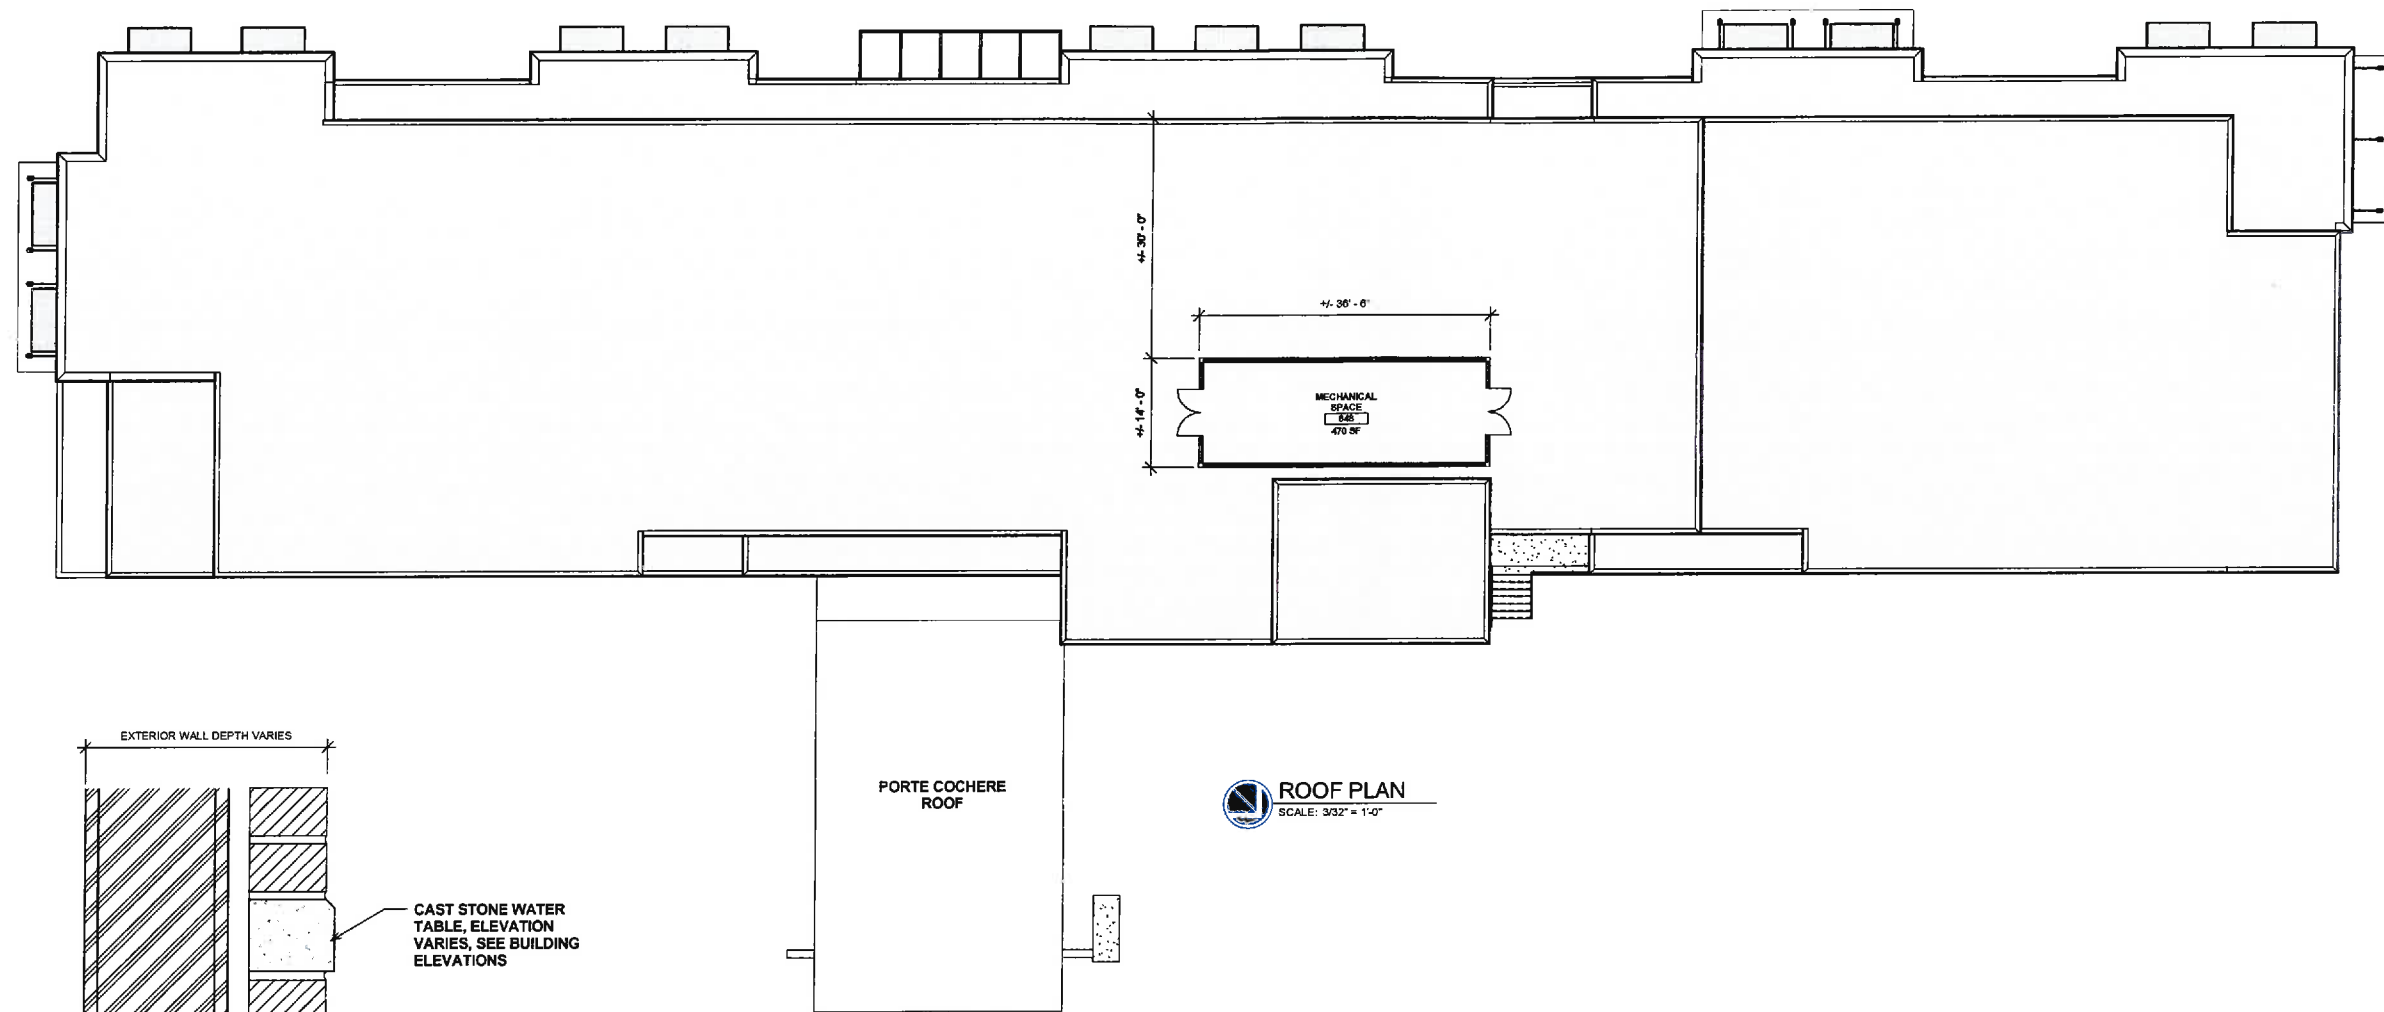 +/- 30' - 0"
+/- 36' - 6"
+/- 14' - 0"
MECHANICAL
SPACE
648
470 SF
EXTERIOR WALL DEPTH VARIES
PORTE COCHERE
ROOF
ROOF PLAN
SCALE: 3/32" = 1'-0"
CAST STONE WATER
TABLE, ELEVATION
VARIES, SEE BUILDING
ELEVATIONS